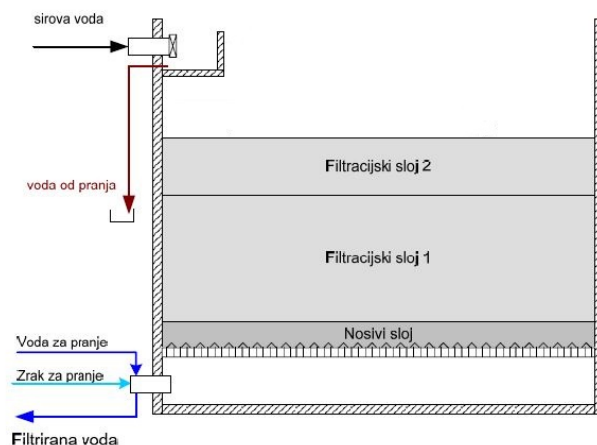 sirova voda
Filtracijski sloj 2
voda od pranja
Filtracijski sloj 1
Nosivi sloj
Voda za pranje
Zrak za pranje
Filtrirana voda